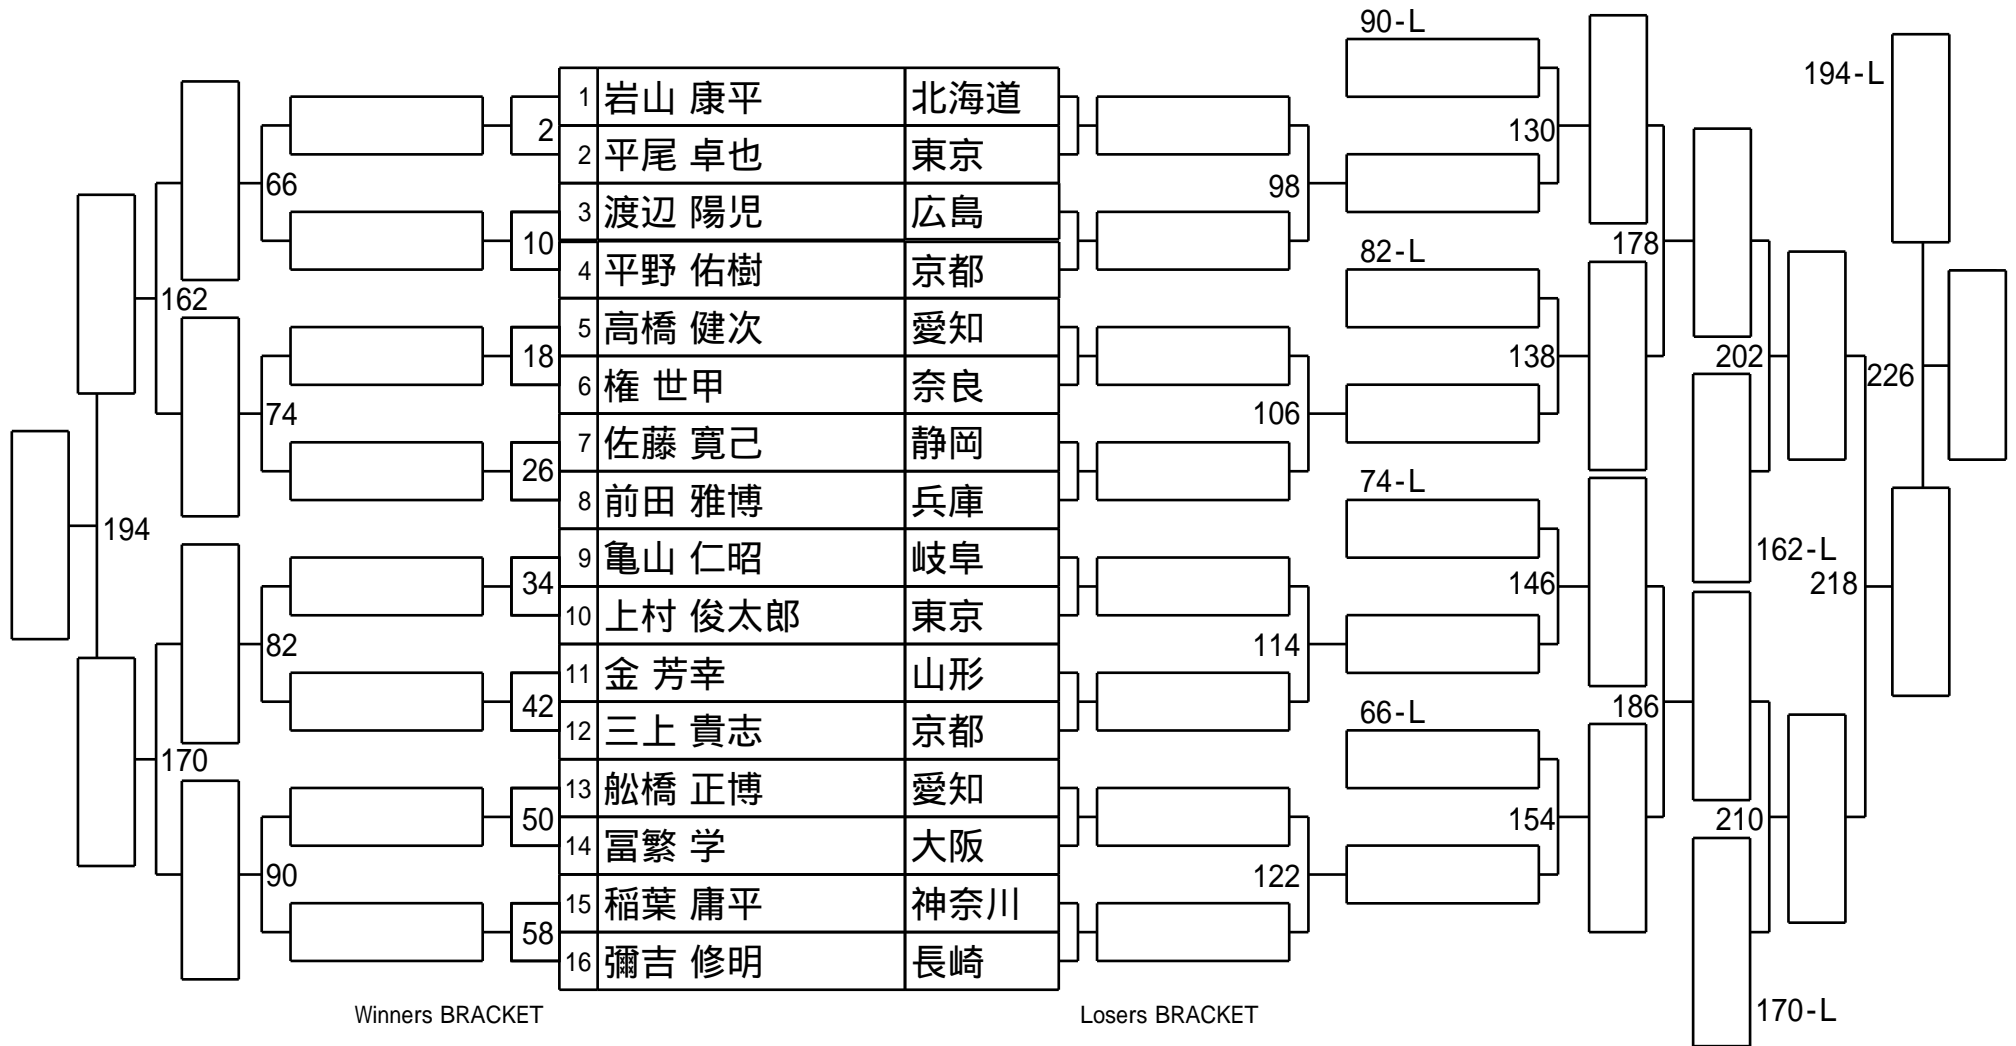 90-L
194-L
1 岩山 康平 北海道
2 130
2 平尾 卓也 東京
66 98
3 渡辺 陽児 広島
10 178 82-L
4 平野 佑樹 京都
162
5 高橋 健次 愛知
18 138 202
6 権 世甲 奈良 226
74 106
7 佐藤 寛己 静岡
26 74-L
8 前田 雅博 兵庫
194
9 亀山 仁昭 岐阜 162-L
34 146 218
10 上村 俊太郎 東京
82 114
11 金 芳幸 山形
42 66-L 186
12 三上 貴志 京都
170
13 舩橋 正博 愛知
50 154 210
14 冨繁 学 大阪
90 122
15 稲葉 庸平 神奈川
58
16 彌吉 修明 長崎
170-L
Winners BRACKET Losers BRACKET